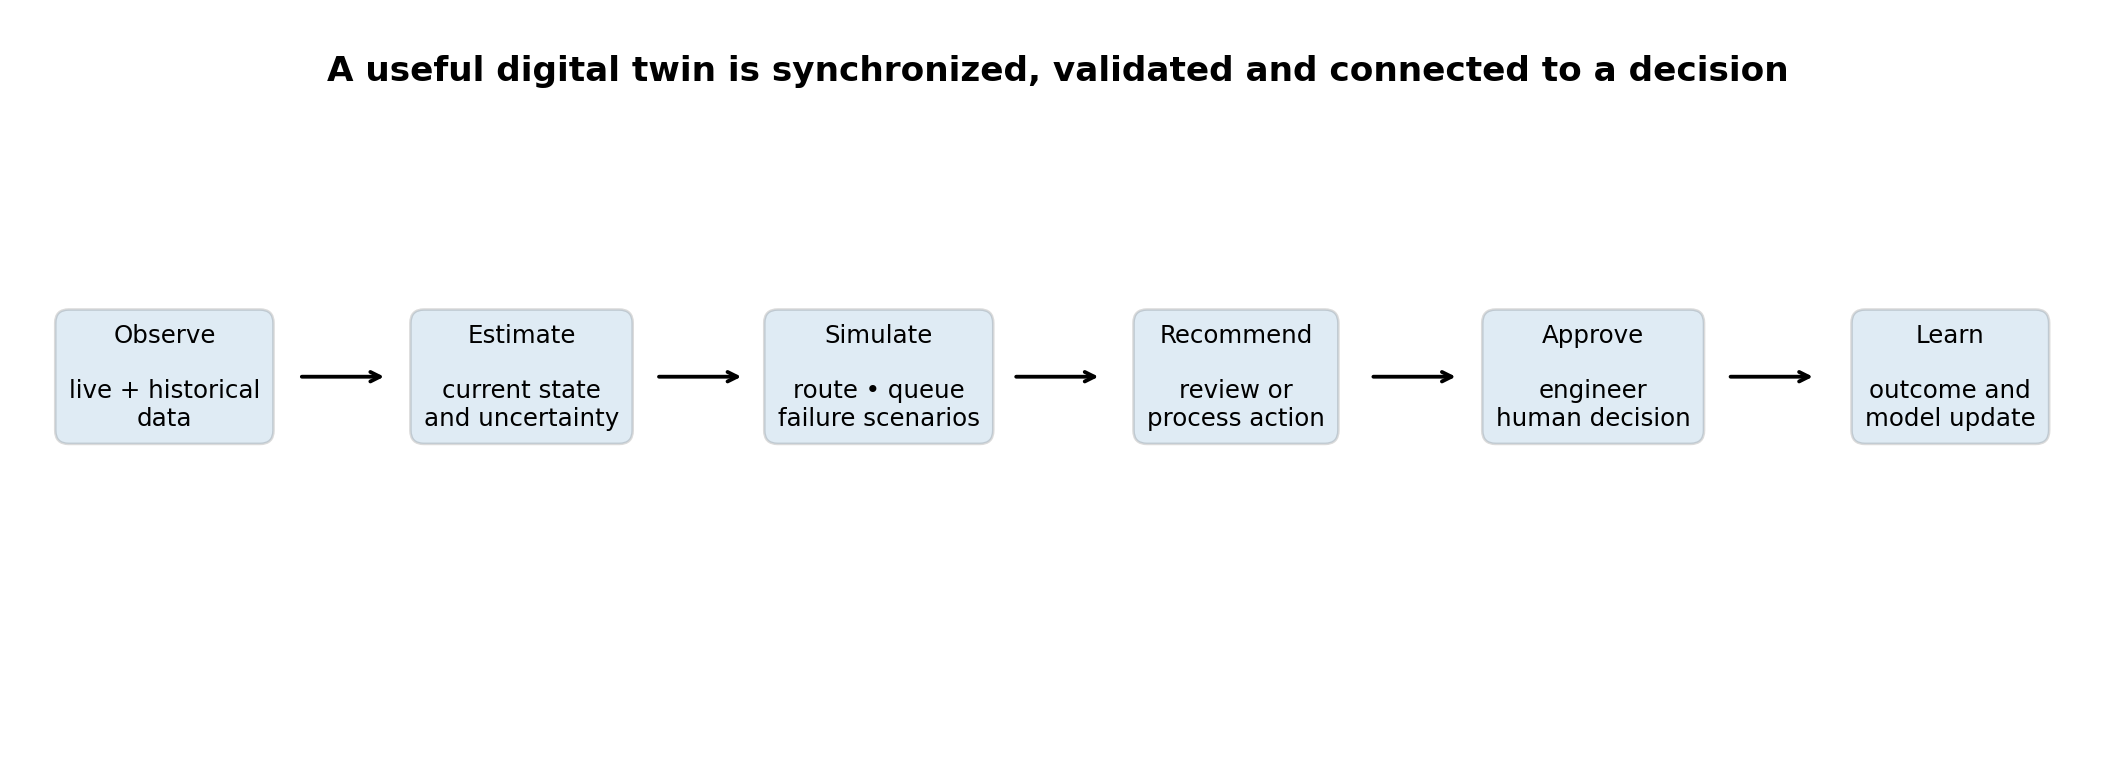 A useful digital twin is synchronized, validated and connected to a decision
Observe
live + historical
data
Estimate
current state
and uncertainty
Simulate
route • queue
failure scenarios
Recommend
review or
process action
Approve
engineer
human decision
Learn
outcome and
model update